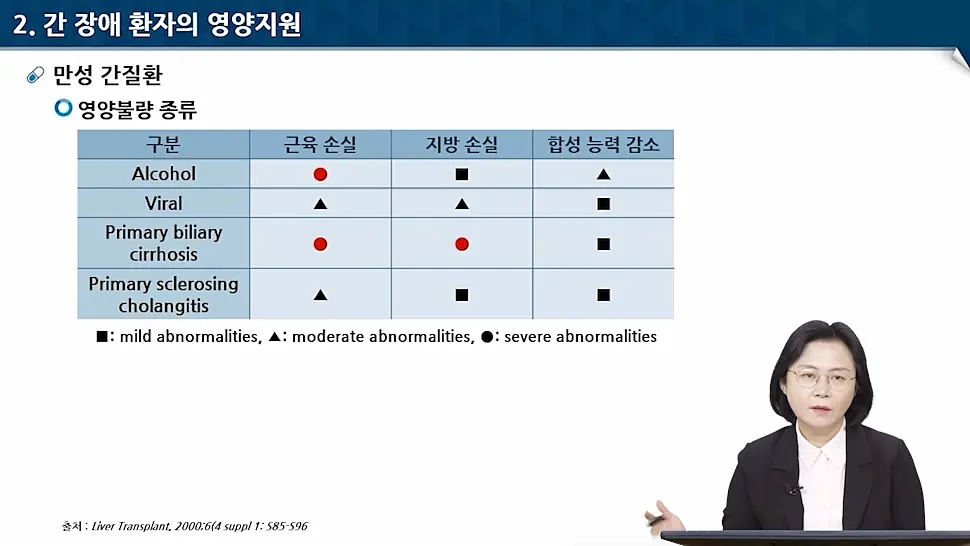 2. 간 장애 환자의 영양지원
만성 간질환
영양불량 종류
구분 근육 손실 지방 손실 합성 능력 감소
Alcohol ● ■ ▲
Viral ▲ ▲ ■
Primary biliary
cirrhosis ● ● ■
Primary sclerosing
cholangitis ▲ ■ ■
■: mild abnormalities, ▲: moderate abnormalities, ●: severe abnormalities
출처 : Liver Transplant, 2000;6(4 suppl 1: S85-S96